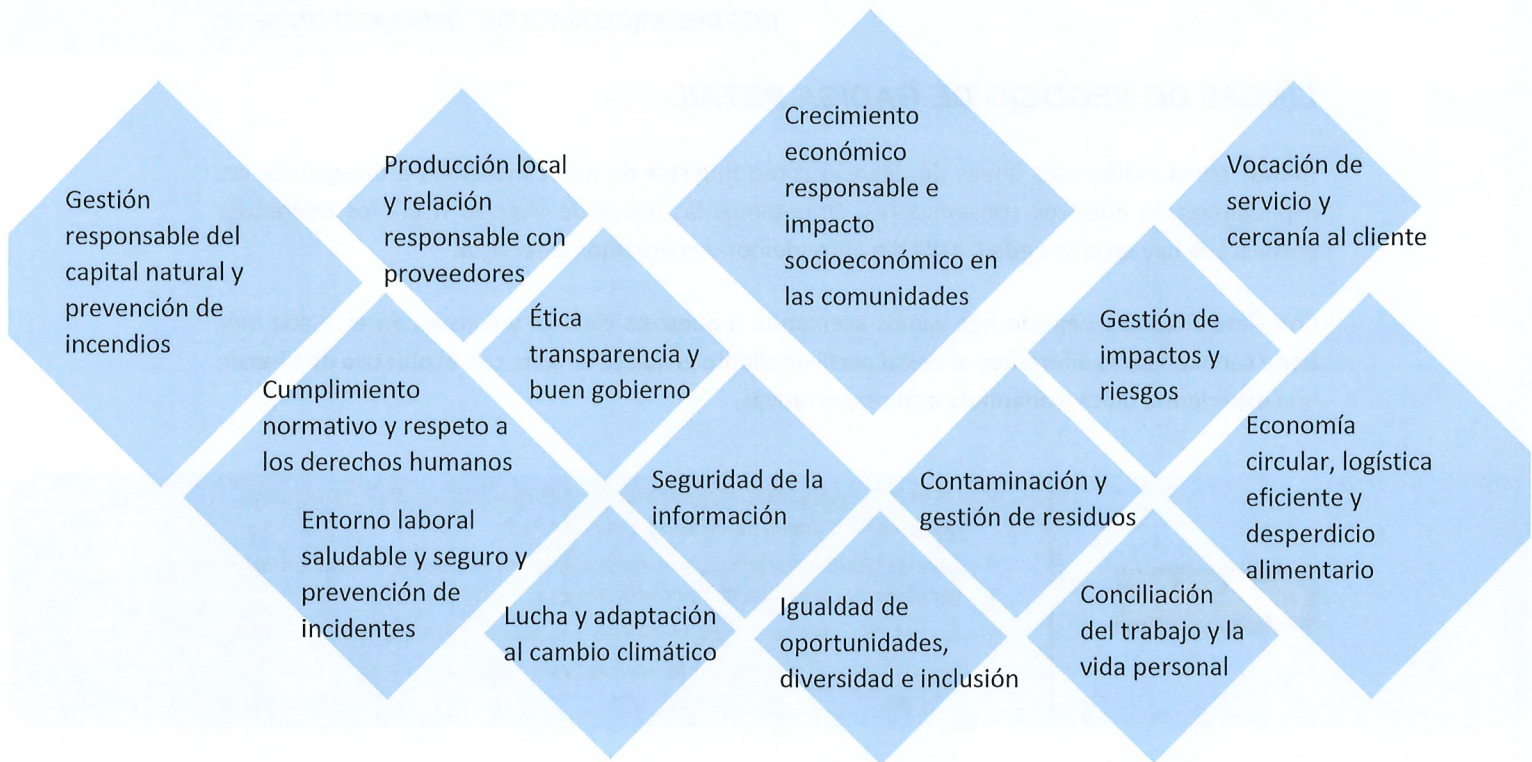 Gestión
responsable del
capital natural y
prevención de
incendios
Producción local
y relación
responsable con
proveedores
Crecimiento
económico
responsable e
impacto
socioeconómico en
las comunidades
Vocación de
servicio y
cercanía al cliente
Ética
transparencia y
buen gobierno
Gestión de
impactos y
riesgos
Cumplimiento
normativo y respeto a
los derechos humanos
Entorno laboral
saludable y seguro y
prevención de
incidentes
Seguridad de la
información
Contaminación y
gestión de residuos
Economía
circular, logística
eficiente y
desperdicio
alimentario
Lucha y adaptación
al cambio climático
Igualdad de
oportunidades,
diversidad e inclusión
Conciliación
del trabajo y la
vida personal